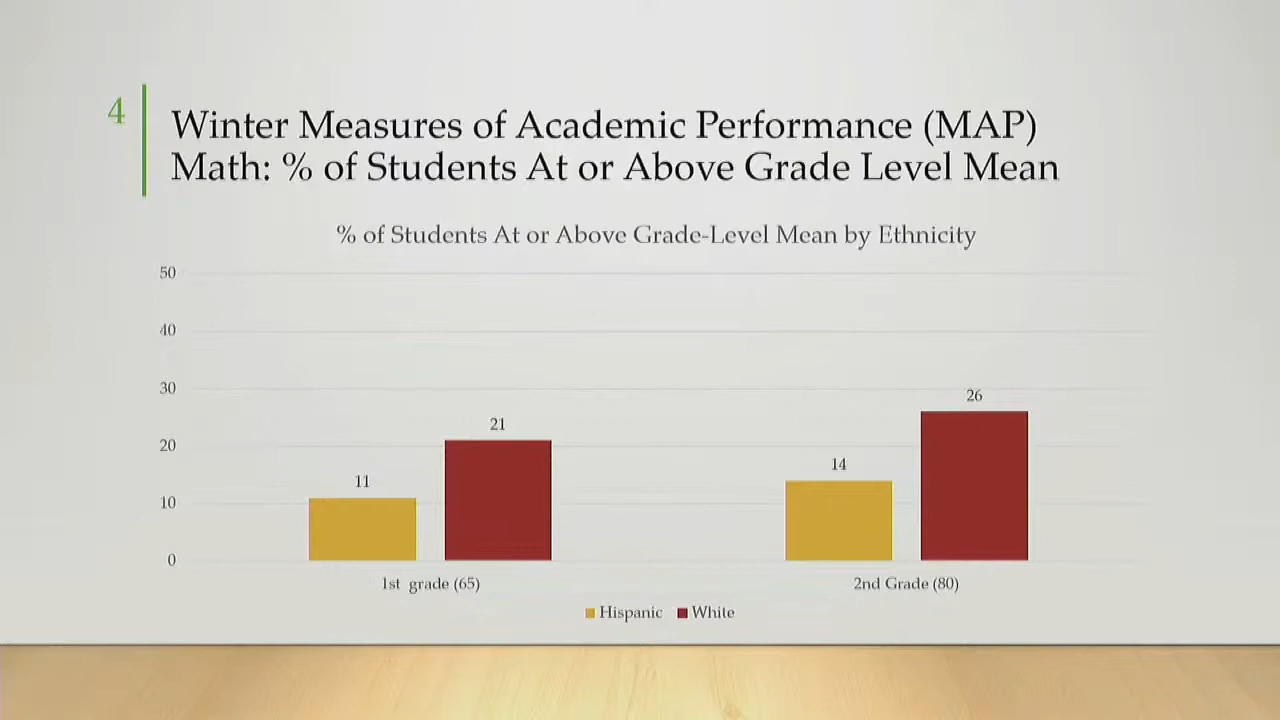 4
Winter Measures of Academic Performance (MAP)
Math: % of Students At or Above Grade Level Mean
% of Students At or Above Grade-Level Mean by Ethnicity
50
40
30
20
10
0
11
21
14
26
1st grade (65)
2nd Grade (80)
Hispanic
White